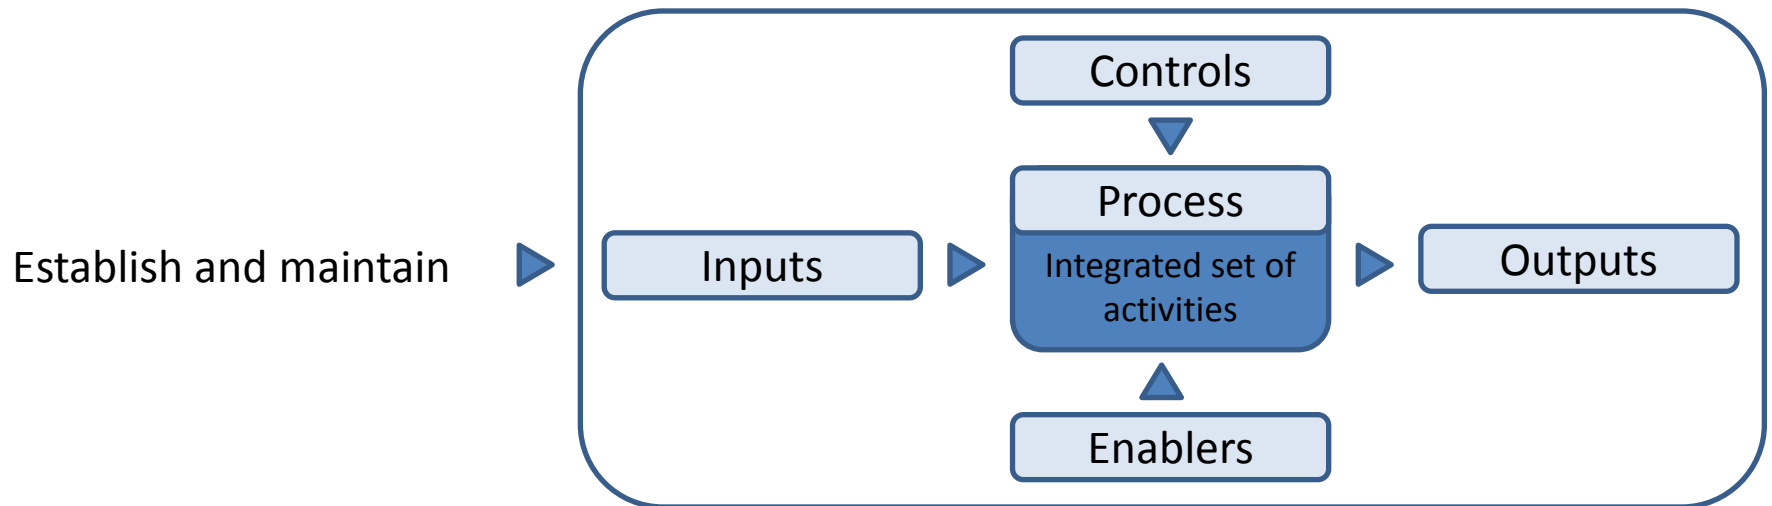 Controls
Process
Establish and maintain
Inputs
Integrated set of
activities
Outputs
Enablers